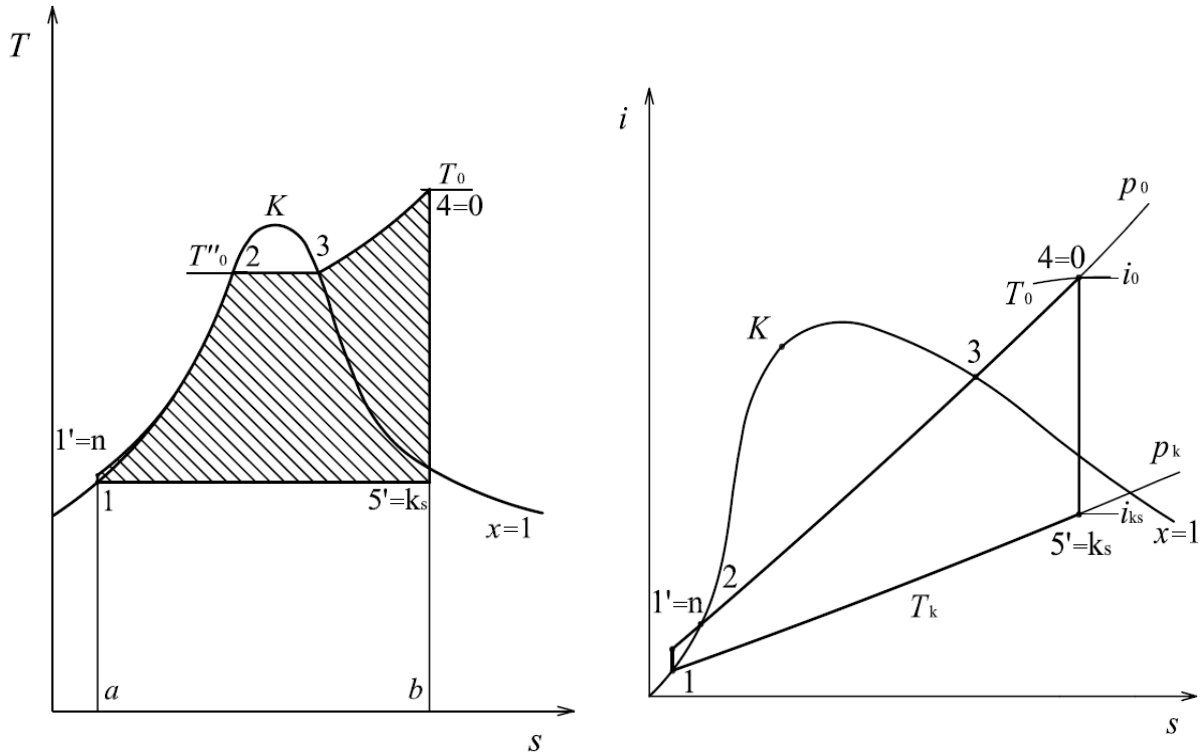 T
K
T₀
4=0
T''₀
2
3
1'=n
1
5'=kₛ
x=1
a
b
s
i
p₀
4=0
T₀
i₀
K
3
pₖ
2
iₖₛ
x=1
1'=n
5'=kₛ
Tₖ
1
s